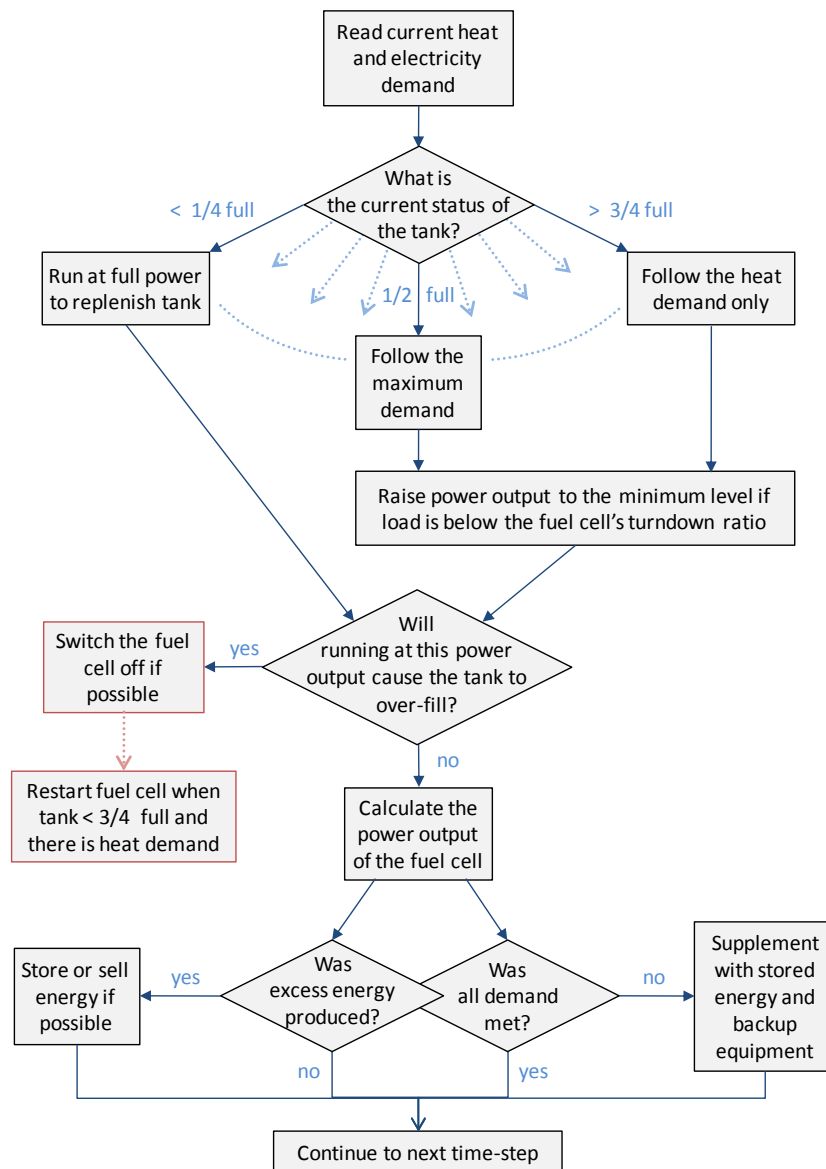 Read current heat
and electricity
demand
What is
the current status of
the tank?
< 1/4 full
> 3/4 full
Run at full power
to replenish tank
1/2 full
Follow the heat
demand only
Follow the
maximum
demand
Raise power output to the minimum level if
load is below the fuel cell's turndown ratio
Will
running at this power
output cause the tank to
over-fill?
yes
Switch the fuel
cell off if
possible
no
Restart fuel cell when
tank < 3/4 full and
there is heat demand
Calculate the
power output
of the fuel cell
Store or sell
energy if
possible
yes
Was
excess energy
produced?
Was
all demand
met?
no
Supplement
with stored
energy and
backup
equipment
no
yes
Continue to next time-step